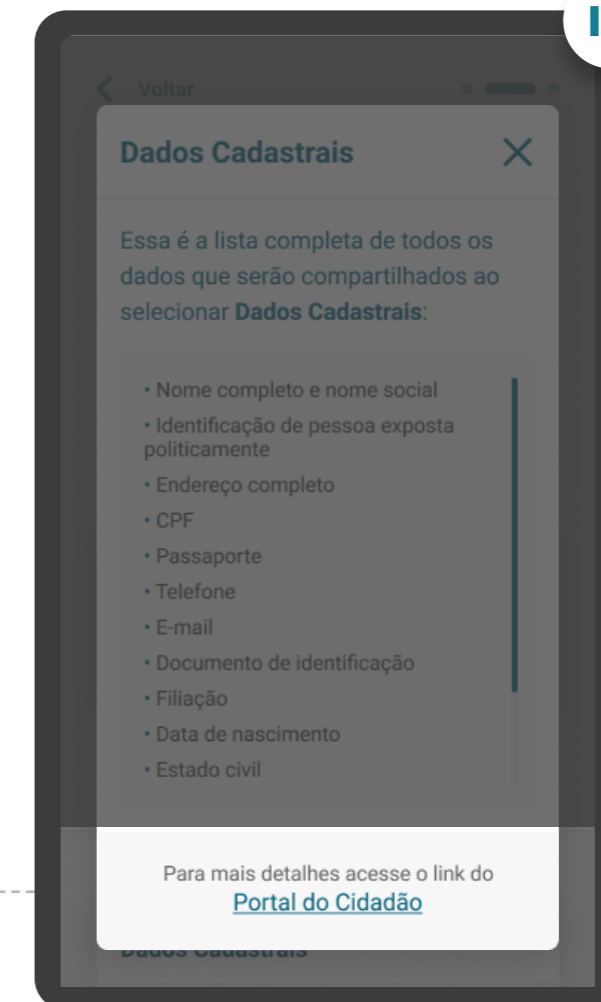 Voltar
Dados Cadastrais
Essa é a lista completa de todos os
dados que serão compartilhados ao
selecionar Dados Cadastrais:
• Nome completo e nome social
• Identificação de pessoa exposta
politicamente
• Endereço completo
• CPF
• Passaporte
• Telefone
• E-mail
• Documento de identificação
• Filiação
• Data de nascimento
• Estado civil
Para mais detalhes acesse o link do
Portal do Cidadão
Dados Cadastrais